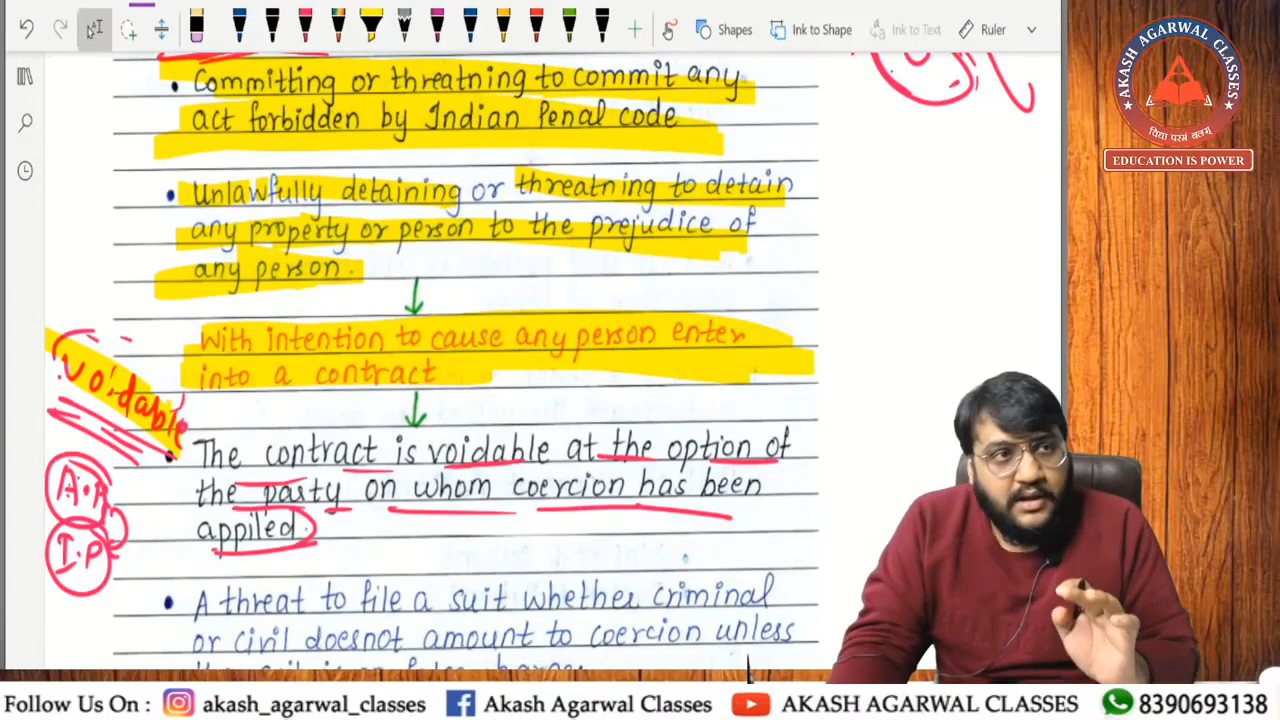 Shapes
Ink to Shape
Ink to Text
Ruler
• Committing or threatning to commit any
act forbidden by Indian Penal code
• Unlawfully detaining or threatning to detain
any property or person to the prejudice of
any person.
With intention to cause any person enter
into a contract
Voidable
• The contract is voidable at the option of
the party on whom coercion has been
appiled.
A.P
I.P
• A threat to file a suit whether criminal
or civil doesnot amount to coercion unless
AKASH AGARWAL CLASSES
विद्या परमं बलम्
EDUCATION IS POWER
Follow Us On : akash_agarwal_classes Akash Agarwal Classes AKASH AGARWAL CLASSES 8390693138